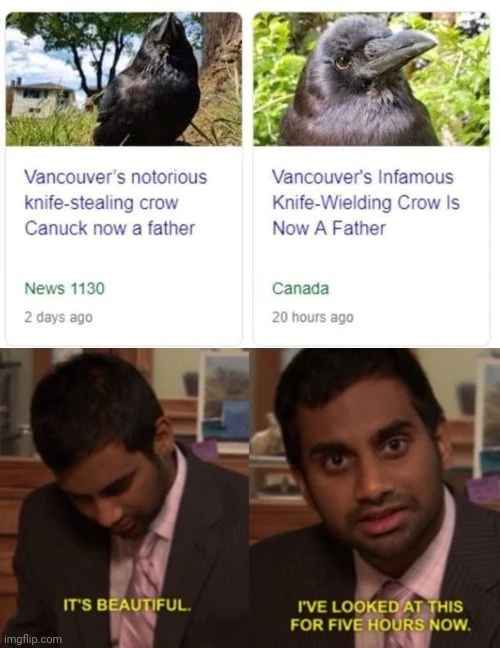 Vancouver's notorious
knife-stealing crow
Canuck now a father
News 1130
2 days ago
Vancouver's Infamous
Knife-Wielding Crow Is
Now A Father
Canada
20 hours ago
IT'S BEAUTIFUL.
I'VE LOOKED AT THIS
FOR FIVE HOURS NOW.
imgflip.com